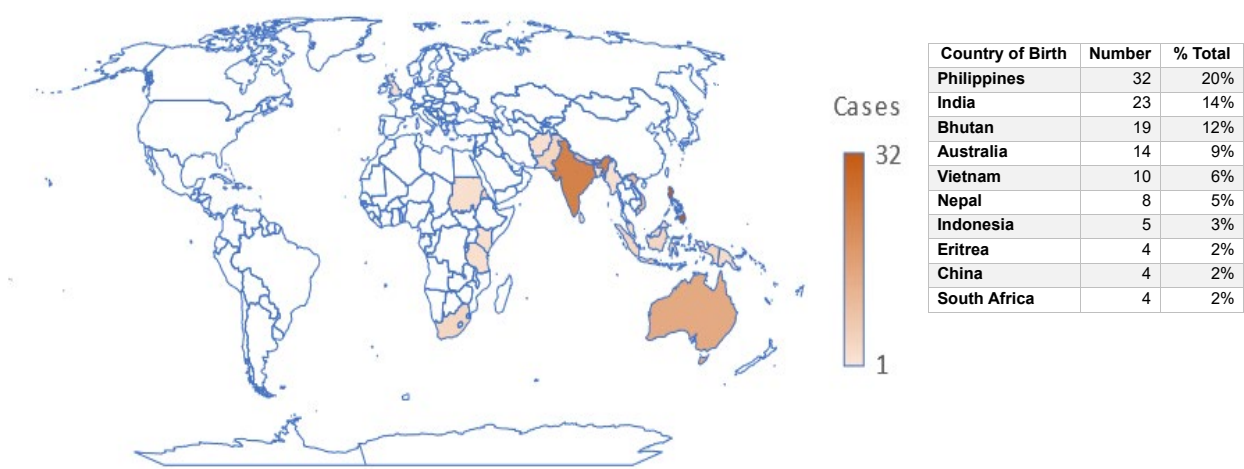 Cases
32
1
Country of Birth Number % Total
Philippines 32 20%
India 23 14%
Bhutan 19 12%
Australia 14 9%
Vietnam 10 6%
Nepal 8 5%
Indonesia 5 3%
Eritrea 4 2%
China 4 2%
South Africa 4 2%